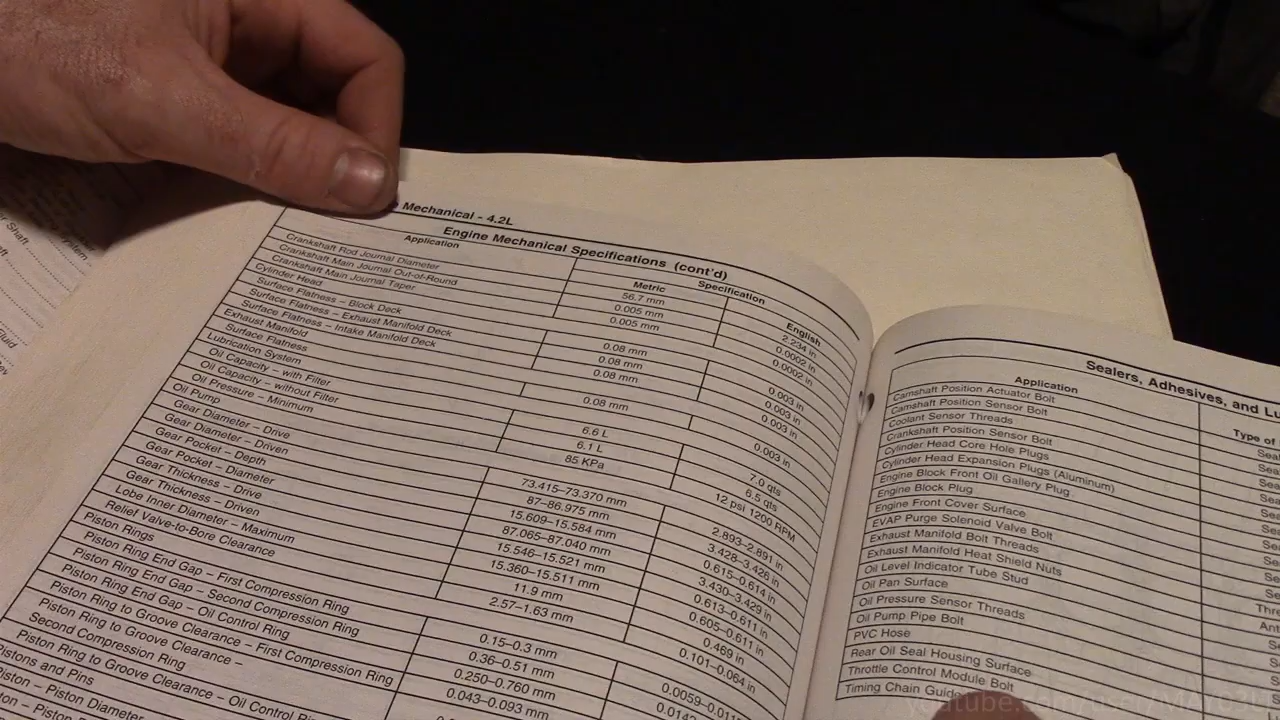 Mechanical - 4.2L
Engine Mechanical Specifications (cont'd)
Application
Specification
Metric
English
Crankshaft Rod Journal Diameter 56.7 mm 2.234 in
Crankshaft Main Journal Out-of-Round 0.005 mm 0.0002 in
Crankshaft Main Journal Taper 0.005 mm 0.0002 in
Cylinder Head
Surface Flatness – Block Deck 0.08 mm 0.003 in
Surface Flatness – Exhaust Manifold Deck 0.08 mm 0.003 in
Surface Flatness – Intake Manifold Deck 0.08 mm 0.003 in
Exhaust Manifold
Surface Flatness 0.08 mm 0.003 in
Lubrication System
Oil Capacity – with Filter 6.6 L 7.0 qts
Oil Capacity – without Filter 6.1 L 6.5 qts
Oil Pressure – Minimum 85 KPa 12 psi 1200 RPM
Oil Pump
Gear Diameter – Drive 73.415–73.370 mm 2.893–2.891 in
Gear Diameter – Driven 87–86.975 mm 3.428–3.426 in
Gear Pocket – Depth 15.609–15.584 mm 0.615–0.614 in
Gear Pocket – Diameter 87.065–87.040 mm 3.430–3.429 in
Gear Thickness – Drive 15.546–15.521 mm 0.613–0.611 in
Gear Thickness – Driven 15.360–15.511 mm 0.605–0.611 in
Lobe Inner Diameter – Maximum 11.9 mm 0.469 in
Relief Valve-to-Bore Clearance 2.57–1.63 mm 0.101–0.064 in
Piston Rings
Piston Ring End Gap – First Compression Ring 0.15–0.3 mm
Piston Ring End Gap – Second Compression Ring 0.36–0.51 mm
Piston Ring End Gap – Oil Control Ring 0.250–0.760 mm
Piston Ring to Groove Clearance – First Compression Ring 0.043–0.093 mm
Piston Ring to Groove Clearance –
Second Compression Ring
Piston Ring to Groove Clearance – Oil Control
and Pins
Piston Diameter
Sealers, Adhesives, and
Application
Type of
Camshaft Position Actuator Bolt
Camshaft Position Sensor Bolt
Coolant Sensor Threads
Crankshaft Position Sensor Bolt
Cylinder Head Core Hole Plugs
Cylinder Head Expansion Plugs (Aluminum)
Engine Block Front Oil Gallery Plug
Engine Block Plug
Engine Front Cover Surface
EVAP Purge Solenoid Valve Bolt
Exhaust Manifold Bolt Threads
Exhaust Manifold Heat Shield Nuts
Oil Level Indicator Tube Stud
Oil Pan Surface
Oil Pressure Sensor Threads
Oil Pump Pipe Bolt
PVC Hose
Rear Oil Seal Housing Surface
Throttle Control Module Bolt
Timing Chain